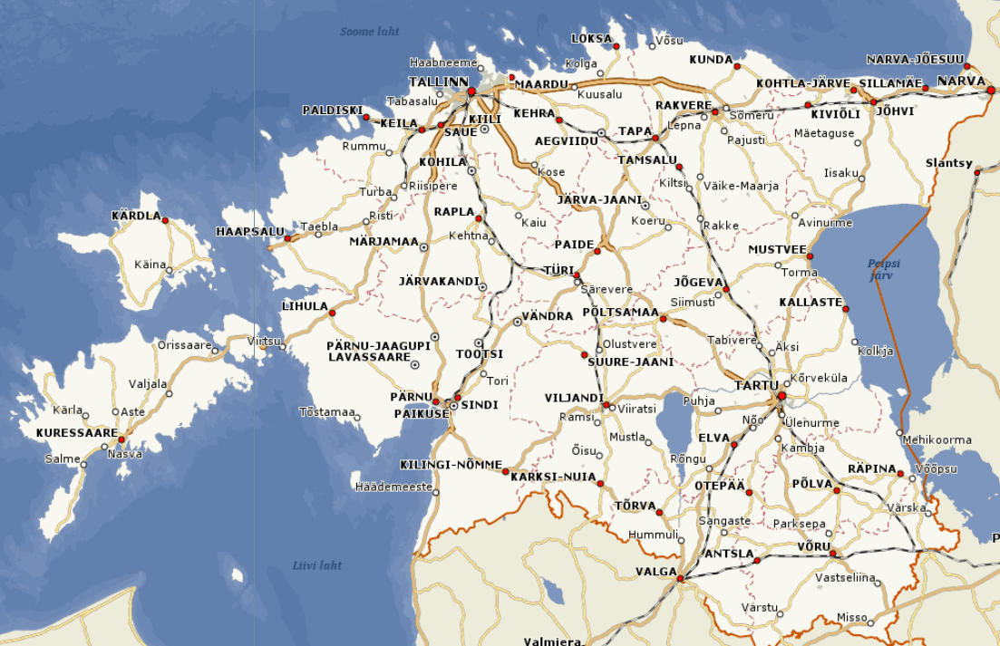 Soome laht
LOKSA
Võsu
Haabneeme
Kolga
KUNDA
NARVA-JÕESUU
TALLINN
MAARDU
Kuusalu
KOHTLA-JÄRVE
SILLAMÄE
NARVA
Tabasalu
PALDISKI
KEILA
SAUE
KIILI
KEHRA
RAKVERE
Sõmeru
KIVIÕLI
JÕHVI
Lepna
AEGVIIDU
TAPA
Pajusti
Mäetaguse
Rummu
KOHILA
Kose
TAMSALU
Slantsy
Iisaku
Turba
Riisipere
Kiltsi
Väike-Maarja
JÄRVA-JAANI
KÄRDLA
RAPLA
Kaiu
Koeru
Rakke
Avinurme
HAAPSALU
Taebla
Risti
MÄRJAMAA
Kehtna
PAIDE
MUSTVEE
Käina
TÜRI
Torma
Peipsi
järv
JÄRVAKANDI
Särevere
JÕGEVA
Siimusti
KALLASTE
LIHULA
VÄNDRA
PÕLTSAMAA
Orissaare
Virtsu
PÄRNU-JAAGUPI
LAVASSAARE
TOOTSI
Olustvere
SUURE-JAANI
Tabivere
Äksi
Kolkja
Valjala
Tori
TARTU
Kõrveküla
PÄRNU
SINDI
PAIKUSE
VILJANDI
Viiratsi
Puhja
Kärla
Aste
Tõstamaa
Ramsi
Nõo
Ülenurme
KURESSAARE
Nasva
Salme
Mustla
ELVA
Kambja
Mehikoorma
Õisu
Rõngu
KILINGI-NÕMME
KARKSI-NUIA
RÄPINA
Võõpsu
Häädemeeste
OTEPÄÄ
PÕLVA
TÕRVA
Värska
Sangaste
Parksepa
Hummuli
P
ANTSLA
VÕRU
Liivi laht
VALGA
Vastseliina
Värstu
Misso
Valmiera